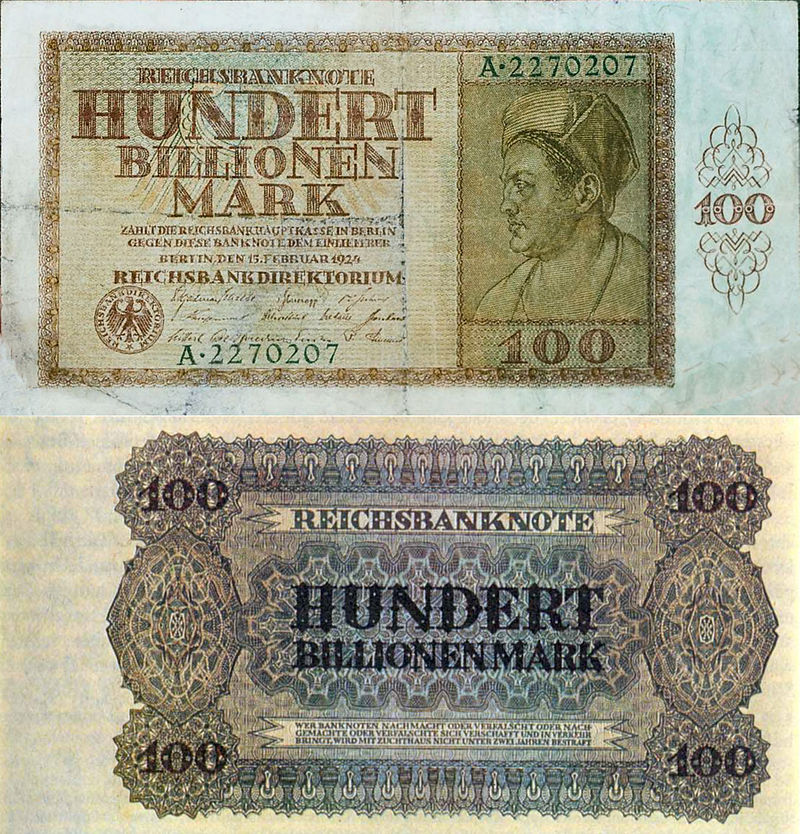 A·2270207
REICHSBANKNOTE
HUNDERT
BILLIONEN
MARK
ZAHLT DIE REICHSBANKHAUPTKASSE IN BERLIN
GEGEN DIESE BANKNOTE DEM EINLIEFERER
BERLIN, DEN 15. FEBRUAR 1924
REICHSBANKDIREKTORIUM
REICHSBANKDIREKTORIUM
A·2270207
100
100
100
100
REICHSBANKNOTE
HUNDERT
BILLIONEN MARK
WER BANKNOTEN NACHMACHT ODER VERFÄLSCHT ODER NACH-
GEMACHTE ODER VERFÄLSCHTE SICH VERSCHAFFT UND IN VERKEHR
BRINGT, WIRD MIT ZUCHTHAUS NICHT UNTER ZWEI JAHREN BESTRAFT
100
100